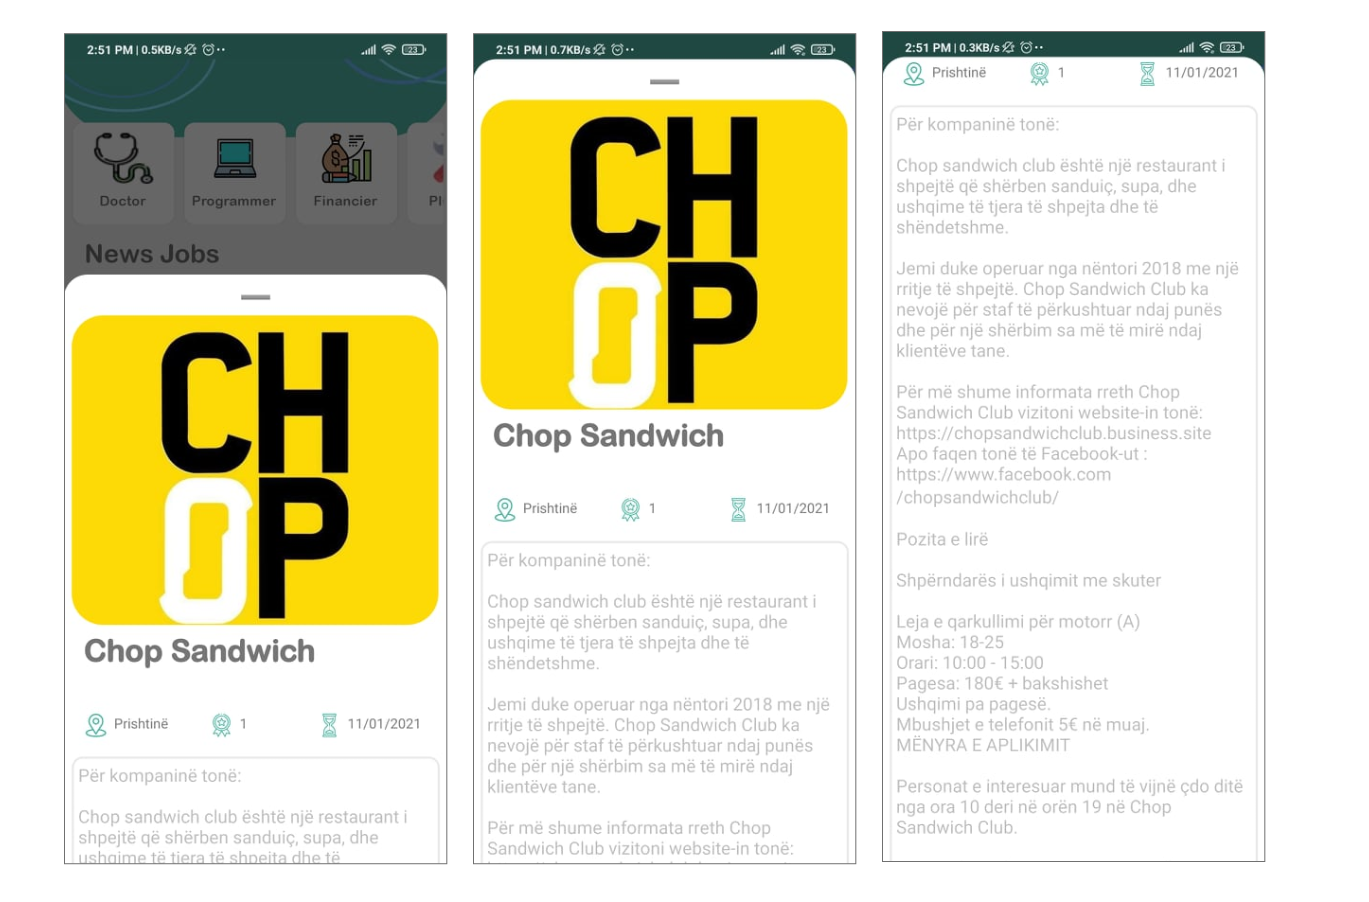 2:51 PM | 0.5KB/s
23
Doctor
Programmer
Financier
Pl
News Jobs
CH
OP
Chop Sandwich
Prishtinë
1
11/01/2021
Për kompaninë tonë:
Chop sandwich club është një restaurant i
shpejtë që shërben sanduiç, supa, dhe
ushqime të tjera të shpejta dhe të
2:51 PM | 0.7KB/s
23
CH
OP
Chop Sandwich
Prishtinë
1
11/01/2021
Për kompaninë tonë:
Chop sandwich club është një restaurant i
shpejtë që shërben sanduiç, supa, dhe
ushqime të tjera të shpejta dhe të
shëndetshme.
Jemi duke operuar nga nëntori 2018 me një
rritje të shpejtë. Chop Sandwich Club ka
nevojë për staf të përkushtuar ndaj punës
dhe për një shërbim sa më të mirë ndaj
klientëve tane.
Për më shume informata rreth Chop
Sandwich Club vizitoni website-in tonë:
2:51 PM | 0.3KB/s
23
Prishtinë
1
11/01/2021
Për kompaninë tonë:
Chop sandwich club është një restaurant i
shpejtë që shërben sanduiç, supa, dhe
ushqime të tjera të shpejta dhe të
shëndetshme.
Jemi duke operuar nga nëntori 2018 me një
rritje të shpejtë. Chop Sandwich Club ka
nevojë për staf të përkushtuar ndaj punës
dhe për një shërbim sa më të mirë ndaj
klientëve tane.
Për më shume informata rreth Chop
Sandwich Club vizitoni website-in tonë:
https://chopsandwichclub.business.site
Apo faqen tonë të Facebook-ut :
https://www.facebook.com
/chopsandwichclub/
Pozita e lirë
Shpërndarës i ushqimit me skuter
Leja e qarkullimi për motorr (A)
Mosha: 18-25
Orari: 10:00 - 15:00
Pagesa: 180€ + bakshishet
Ushqimi pa pagesë.
Mbushjet e telefonit 5€ në muaj.
MËNYRA E APLIKIMIT
Personat e interesuar mund të vijnë çdo ditë
nga ora 10 deri në orën 19 në Chop
Sandwich Club.